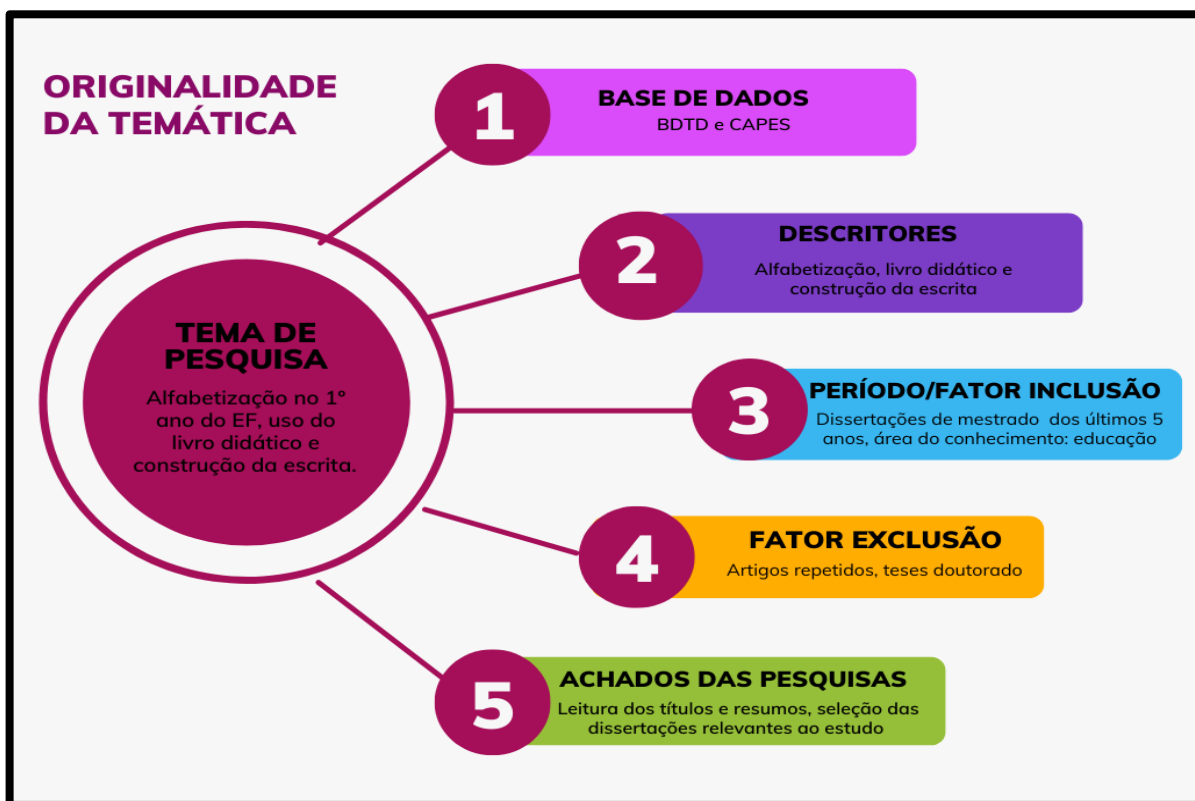 ORIGINALIDADE
DA TEMÁTICA
TEMA DE
PESQUISA
Alfabetização no 1º
ano do EF, uso do
livro didático e
construção da escrita.
1
BASE DE DADOS
BDTD e CAPES
2
DESCRITORES
Alfabetização, livro didático e
construção da escrita
3
PERÍODO/FATOR INCLUSÃO
Dissertações de mestrado dos últimos 5
anos, área do conhecimento: educação
4
FATOR EXCLUSÃO
Artigos repetidos, teses doutorado
5
ACHADOS DAS PESQUISAS
Leitura dos títulos e resumos, seleção das
dissertações relevantes ao estudo